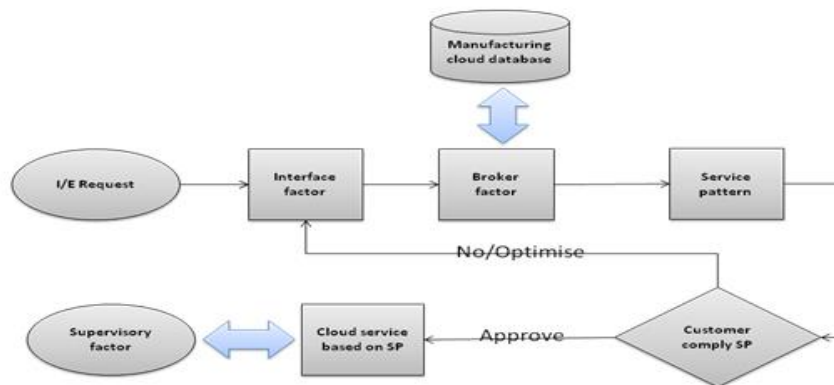 Manufacturing
cloud database
I/E Request
Interface
factor
Broker
factor
Service
pattern
No/Optimise
Supervisory
factor
Cloud service
based on SP
Approve
Customer
comply SP